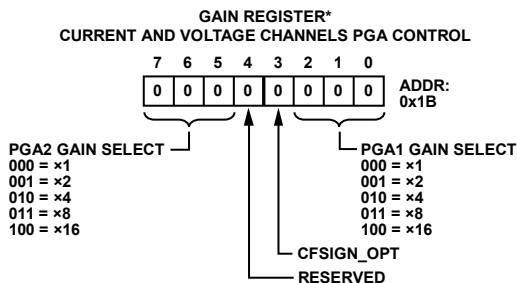 GAIN REGISTER*
CURRENT AND VOLTAGE CHANNELS PGA CONTROL
7 6 5 4 3 2 1 0
0 0 0 0 0 0 0 0
ADDR:
0x1B
PGA2 GAIN SELECT
000 = ×1
001 = ×2
010 = ×4
011 = ×8
100 = ×16
PGA1 GAIN SELECT
000 = ×1
001 = ×2
010 = ×4
011 = ×8
100 = ×16
CFSIGN_OPT
RESERVED